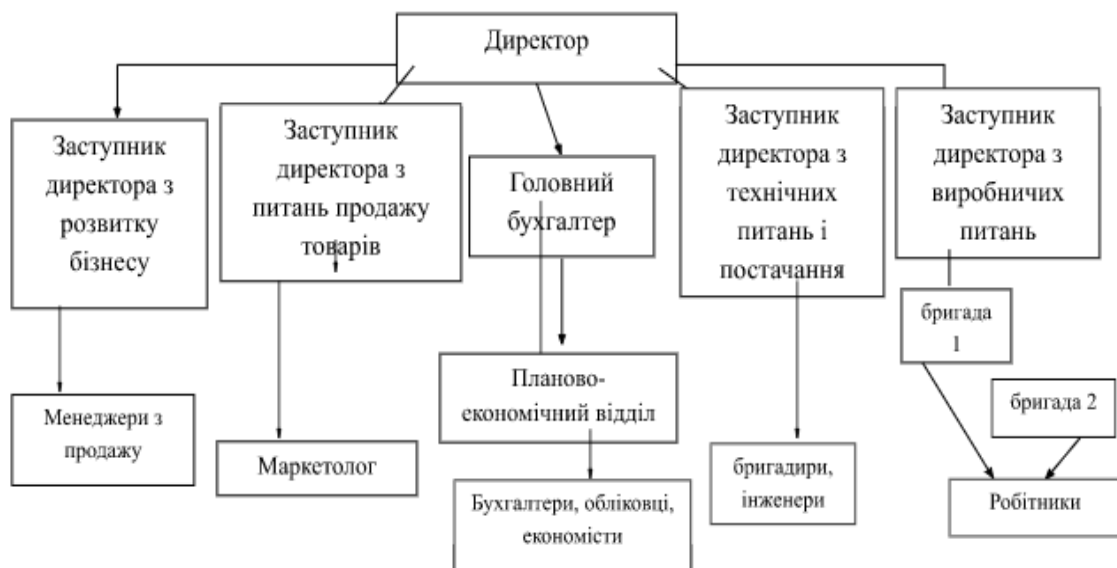 Директор
Заступник
директора з
розвитку
бізнесу
Заступник
директора з
питань продажу
товарів
Головний
бухгалтер
Заступник
директора з
технічних
питань і
постачання
Заступник
директора з
виробничих
питань
бригада
1
Планово-
економічний відділ
бригада 2
Менеджери з
продажу
Маркетолог
бригадири,
інженери
Бухгалтери, обліковці,
економісти
Робітники